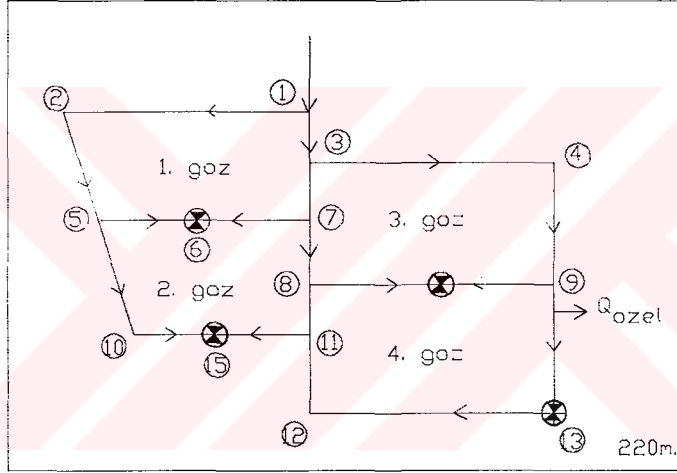 ②
①
③
④
1. goz
⑤
⑥
⑦
3. goz
2. goz
⑧
⑨
Qozel
⑩
⑮
⑪
4. goz
⑫
⑬
220m.